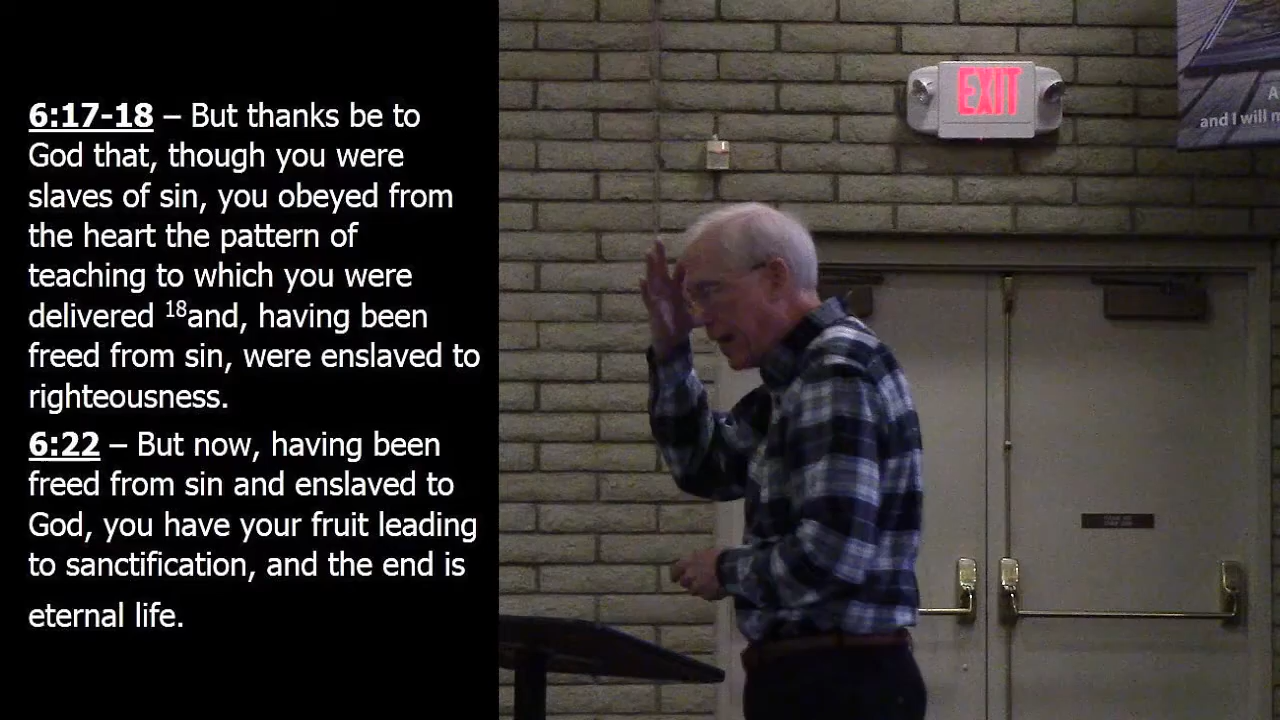 6:17-18 – But thanks be to
God that, though you were
slaves of sin, you obeyed from
the heart the pattern of
teaching to which you were
delivered ¹⁸and, having been
freed from sin, were enslaved to
righteousness.
6:22 – But now, having been
freed from sin and enslaved to
God, you have your fruit leading
to sanctification, and the end is
eternal life.
EXIT
A
and I will m